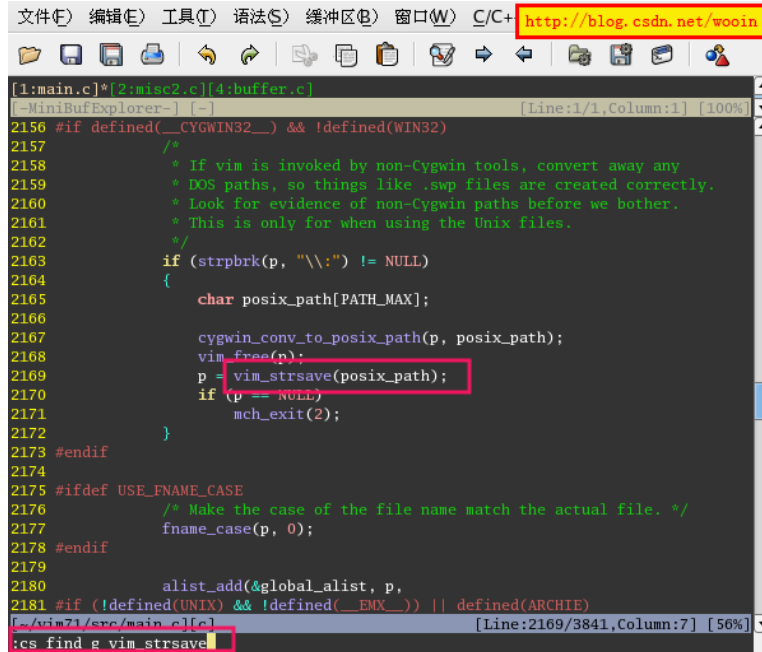 文件(F) 编辑(E) 工具(T) 语法(S) 缓冲区(B) 窗口(W) C/C+
http://blog.csdn.net/wooin
[1:main.c]*[2:misc2.c][4:buffer.c]
[-MiniBufExplorer-] [-] [Line:1/1,Column:1] [100%]
2156 #if defined(__CYGWIN32__) && !defined(WIN32)
2157 /*
2158 * If vim is invoked by non-Cygwin tools, convert away any
2159 * DOS paths, so things like .swp files are created correctly.
2160 * Look for evidence of non-Cygwin paths before we bother.
2161 * This is only for when using the Unix files.
2162 */
2163 if (strpbrk(p, "\\:") != NULL)
2164 {
2165 char posix_path[PATH_MAX];
2166
2167 cygwin_conv_to_posix_path(p, posix_path);
2168 vim_free(p);
2169 p = vim_strsave(posix_path);
2170 if (p == NULL)
2171 mch_exit(2);
2172 }
2173 #endif
2174
2175 #ifdef USE_FNAME_CASE
2176 /* Make the case of the file name match the actual file. */
2177 fname_case(p, 0);
2178 #endif
2179
2180 alist_add(&global_alist, p,
2181 #if (!defined(UNIX) && !defined(__EMX__)) || defined(ARCHIE)
[~/vim71/src/main.c][c] [Line:2169/3841,Column:7] [56%]
:cs find g vim_strsave